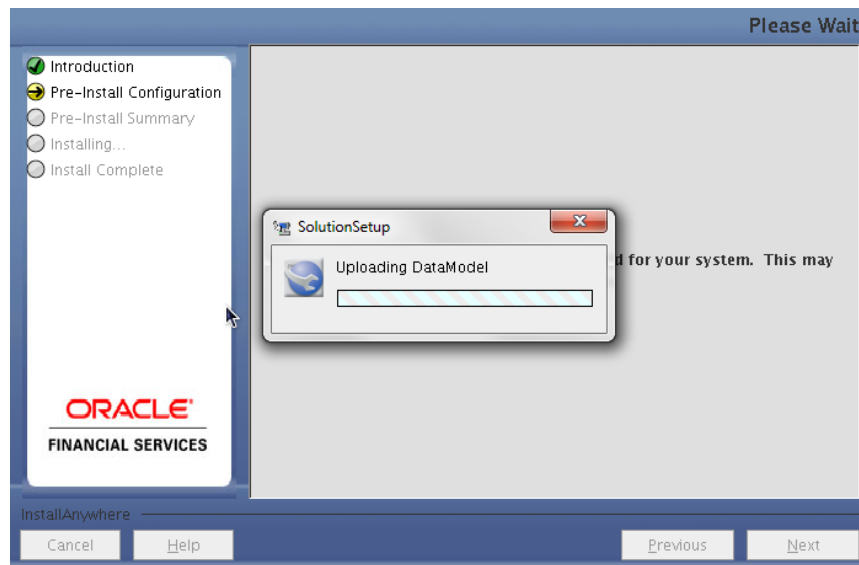 Please Wait
Introduction
Pre-Install Configuration
Pre-Install Summary
Installing...
Install Complete
SolutionSetup
Uploading DataModel
for your system. This may
ORACLE'
FINANCIAL SERVICES
InstallAnywhere
Cancel
Help
Previous
Next